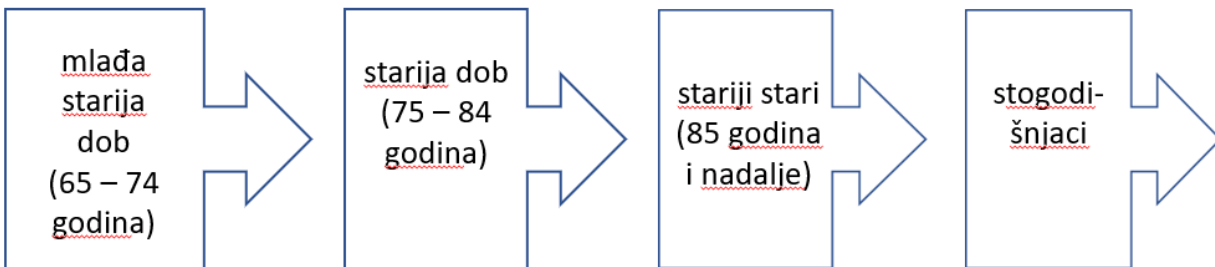 mlađa
starija
dob
(65 – 74
godina)
starija dob
(75 – 84
godina)
stariji stari
(85 godina
i nadalje)
stogodi-
šnjaci